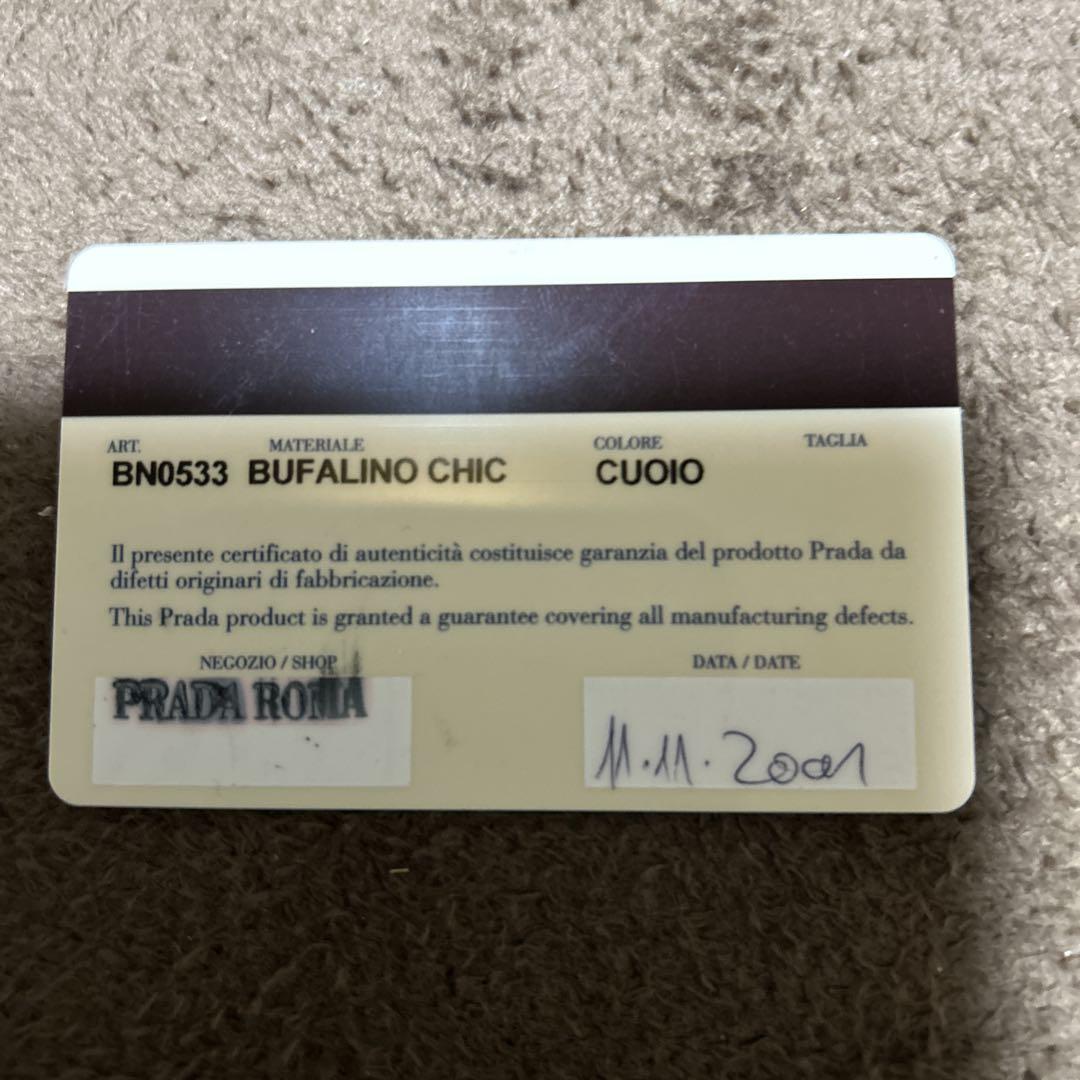 ART. MATERIALE COLORE TAGLIA
BN0533 BUFALINO CHIC CUOIO
Il presente certificato di autenticità costituisce garanzia del prodotto Prada da
difetti originari di fabbricazione.
This Prada product is granted a guarantee covering all manufacturing defects.
NEGOZIO / SHOP DATA / DATE
PRADA ROMA
11.11.2001